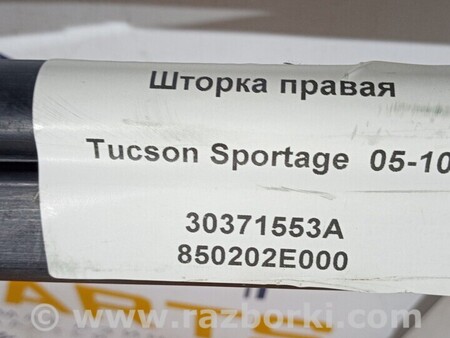 Шторка правая
Tucson Sportage 05-10
30371553A
850202E000
www.razborki.com